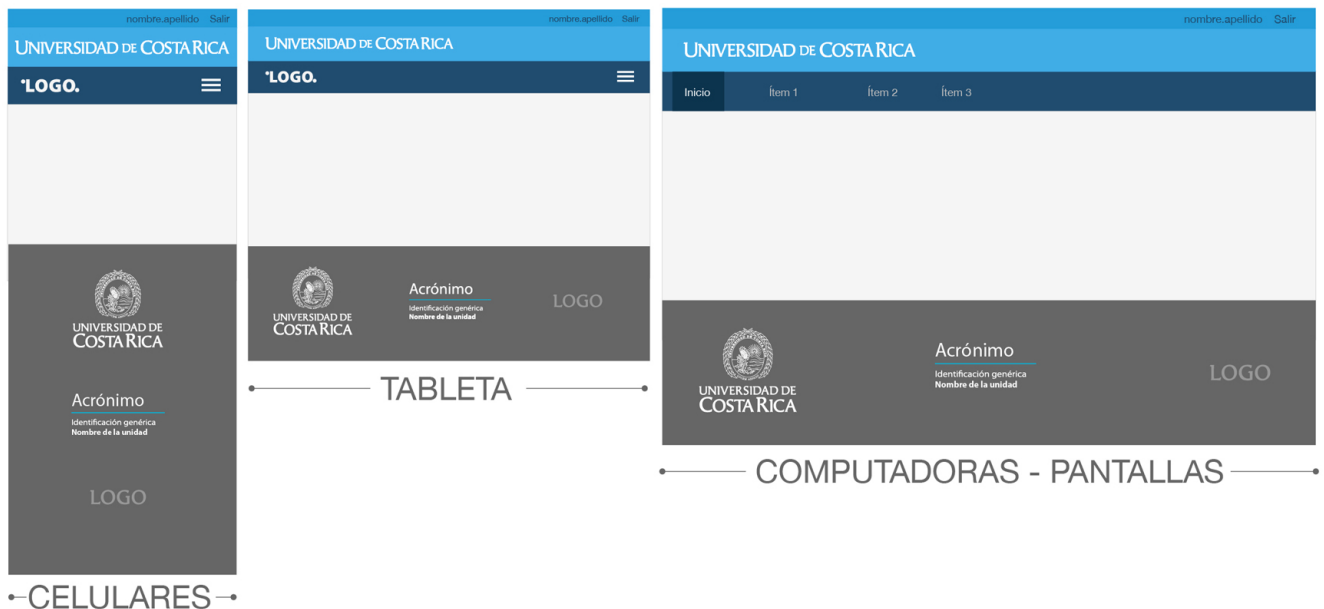 nombre.apellido Salir
UNIVERSIDAD DE COSTA RICA
LOGO.
UNIVERSIDAD DE
COSTA RICA
Acrónimo
Identificación genérica
Nombre de la unidad
LOGO
CELULARES
nombre.apellido Salir
UNIVERSIDAD DE COSTA RICA
LOGO.
UNIVERSIDAD DE
COSTA RICA
Acrónimo
Identificación genérica
Nombre de la unidad
LOGO
TABLETA
nombre.apellido Salir
UNIVERSIDAD DE COSTA RICA
Inicio Ítem 1 Ítem 2 Ítem 3
UNIVERSIDAD DE
COSTA RICA
Acrónimo
Identificación genérica
Nombre de la unidad
LOGO
COMPUTADORAS - PANTALLAS